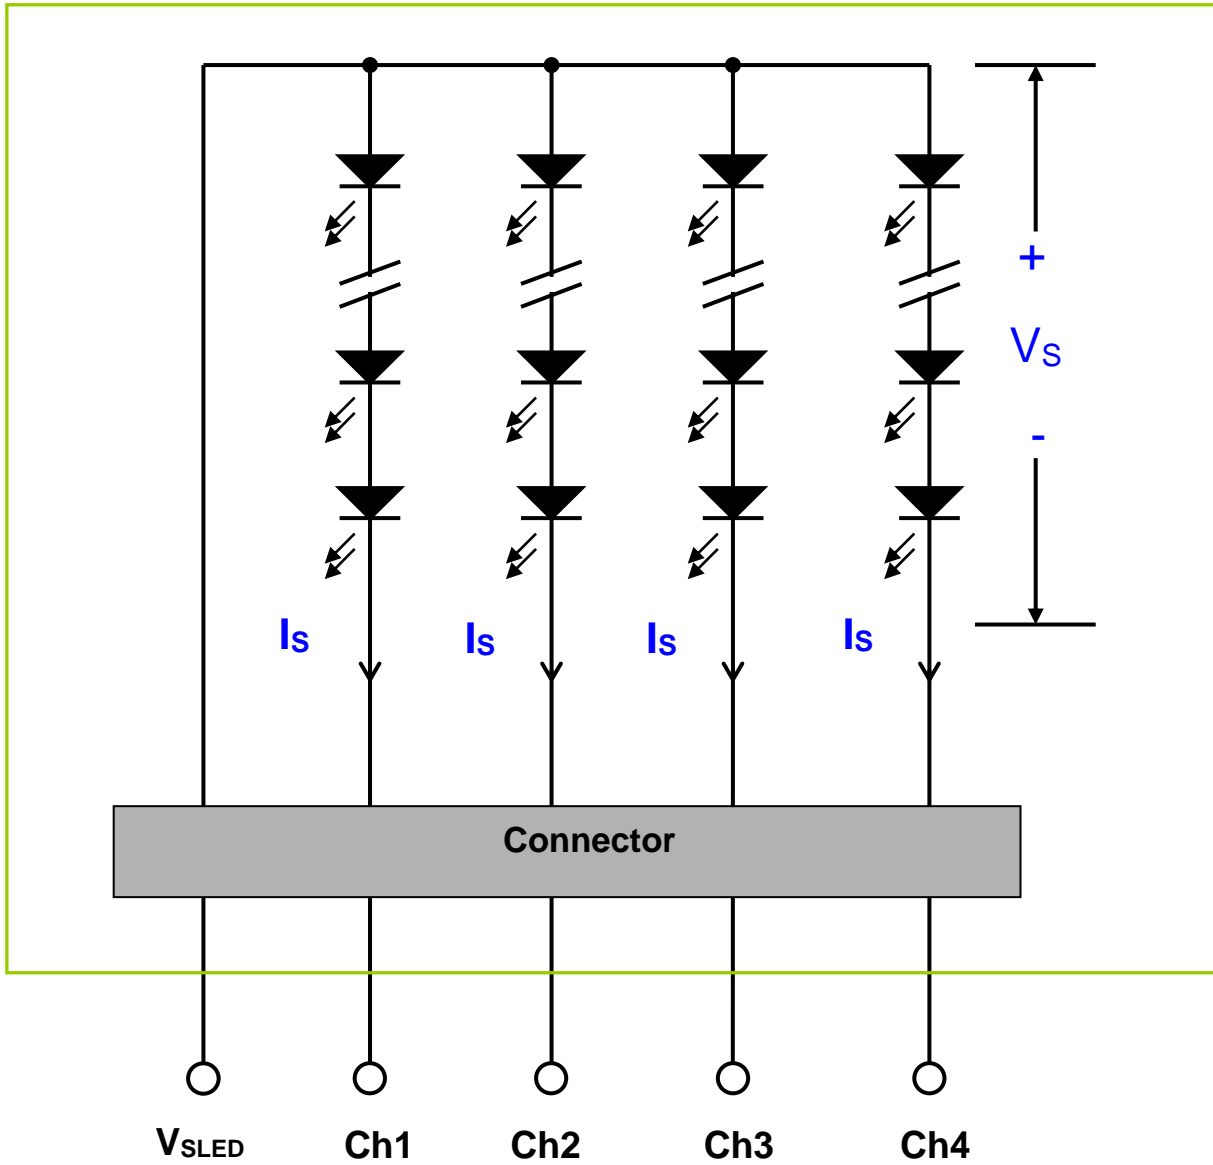 +
VS
-
IS IS IS IS
Connector
VSLED Ch1 Ch2 Ch3 Ch4